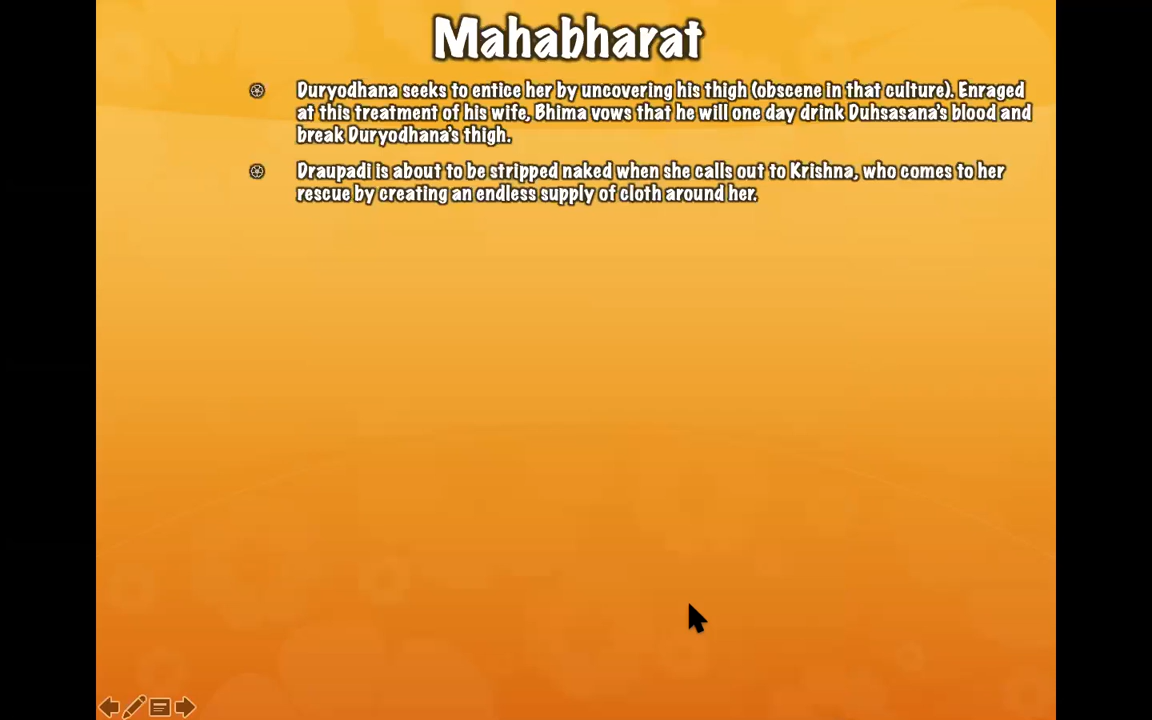 Mahabharat
Duryodhana seeks to entice her by uncovering his thigh (obscene in that culture). Enraged
at this treatment of his wife, Bhima vows that he will one day drink Duhsasana's blood and
break Duryodhana's thigh.
Draupadi is about to be stripped naked when she calls out to Krishna, who comes to her
rescue by creating an endless supply of cloth around her.